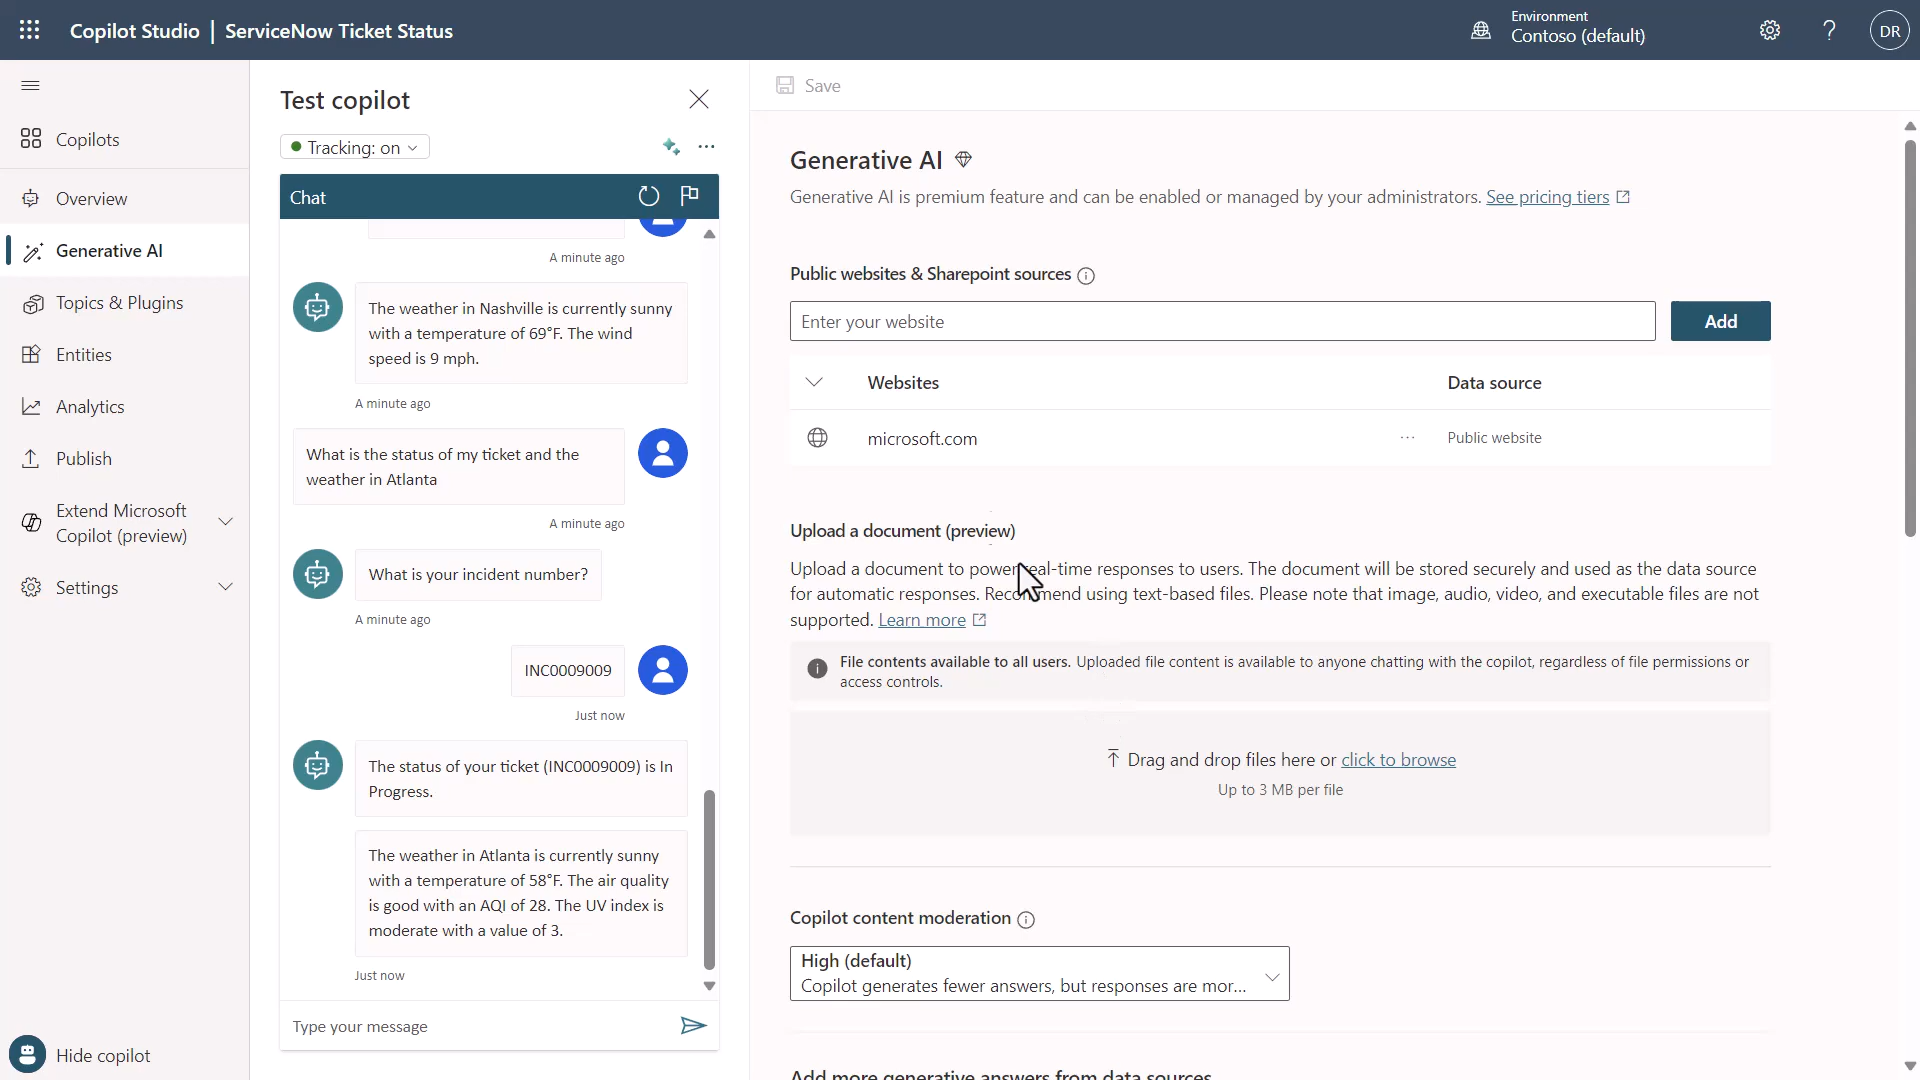 Copilot Studio | ServiceNow Ticket Status
Environment
Contoso (default)
?
DR
Copilots
Overview
Generative AI
Topics & Plugins
Entities
Analytics
Publish
Extend Microsoft
Copilot (preview)
Settings
Hide copilot
Test copilot
Tracking: on
Chat
A minute ago
The weather in Nashville is currently sunny
with a temperature of 69°F. The wind
speed is 9 mph.
A minute ago
What is the status of my ticket and the
weather in Atlanta
A minute ago
What is your incident number?
A minute ago
INC0009009
Just now
The status of your ticket (INC0009009) is In
Progress.
The weather in Atlanta is currently sunny
with a temperature of 58°F. The air quality
is good with an AQI of 28. The UV index is
moderate with a value of 3.
Just now
Type your message
Save
Generative AI
Generative AI is premium feature and can be enabled or managed by your administrators. See pricing tiers
Public websites & Sharepoint sources
Enter your website
Add
Websites
Data source
microsoft.com
Public website
Upload a document (preview)
Upload a document to power real-time responses to users. The document will be stored securely and used as the data source
for automatic responses. Recommend using text-based files. Please note that image, audio, video, and executable files are not
supported. Learn more
File contents available to all users. Uploaded file content is available to anyone chatting with the copilot, regardless of file permissions or
access controls.
Drag and drop files here or click to browse
Up to 3 MB per file
Copilot content moderation
High (default)
Copilot generates fewer answers, but responses are mor...
Add more generative answers from data sources